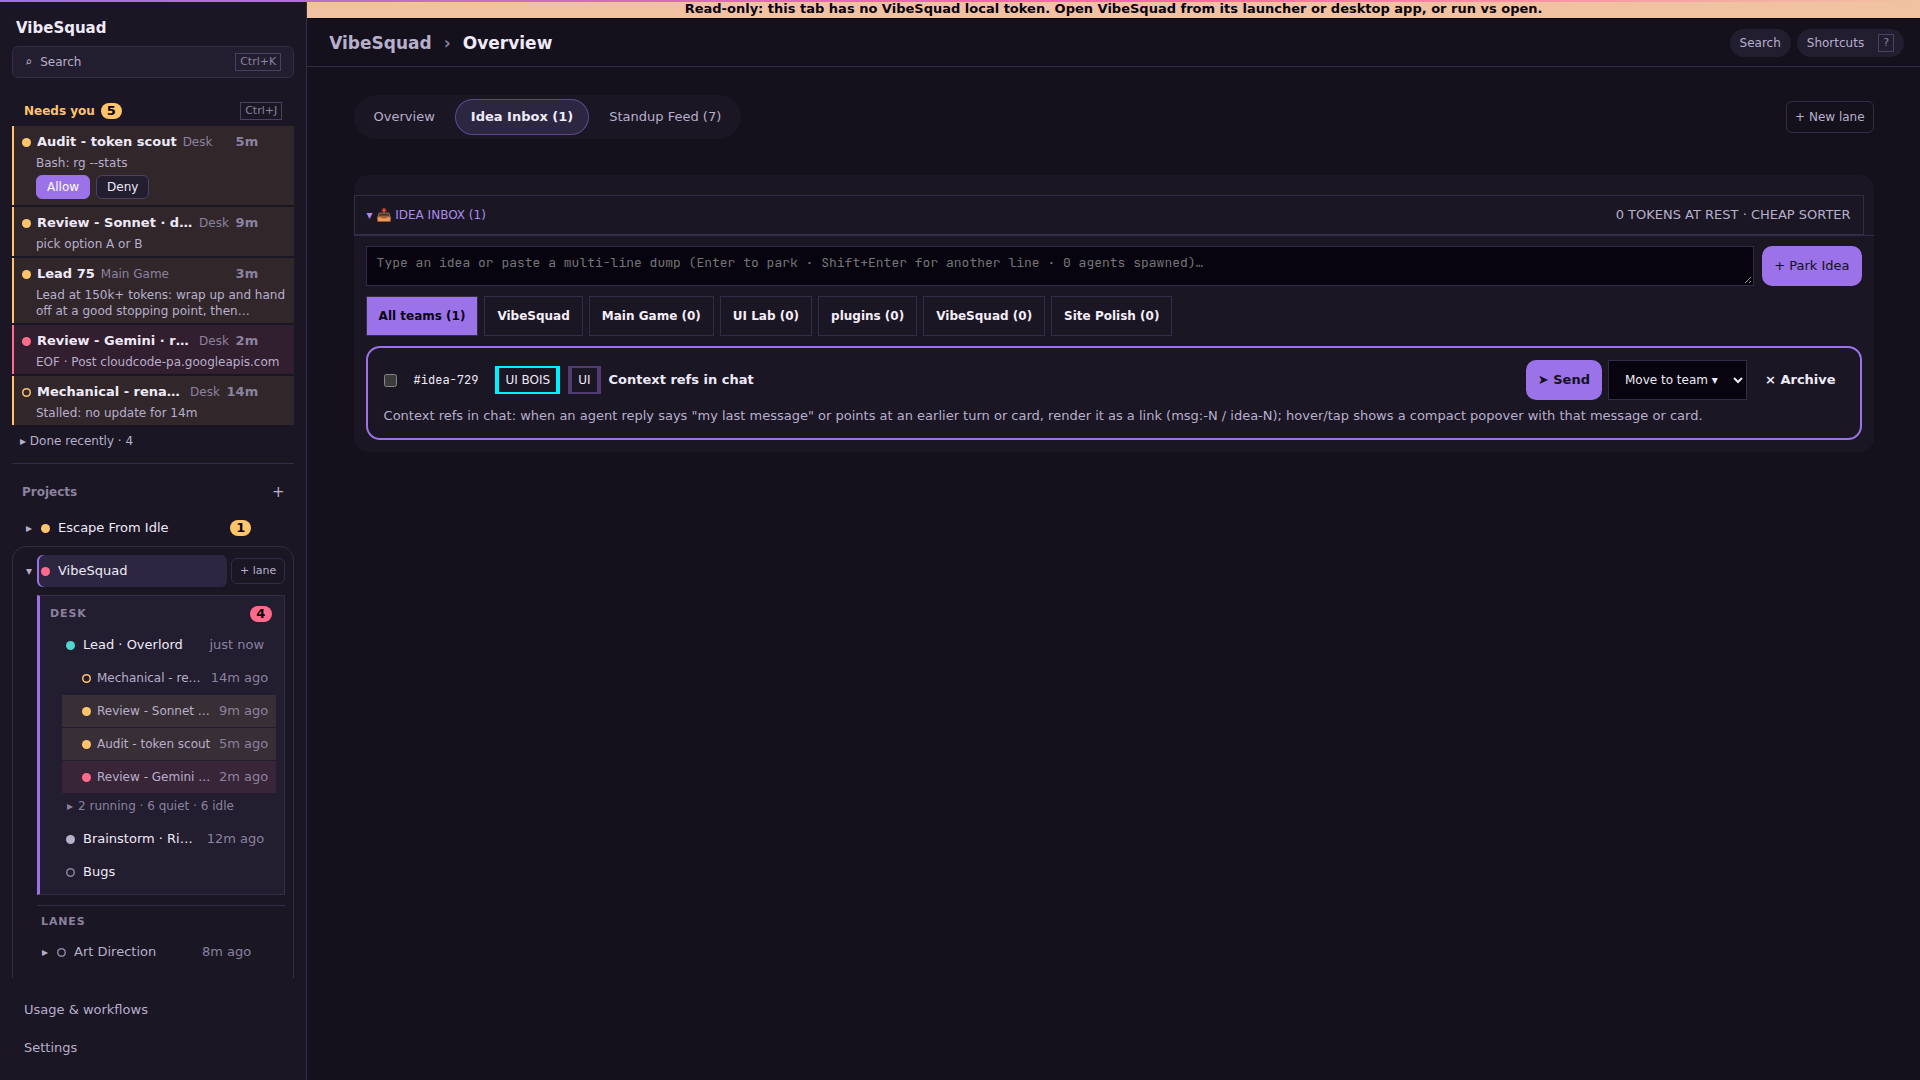 Read-only: this tab has no VibeSquad local token. Open VibeSquad from its launcher or desktop app, or run vs open.
VibeSquad
Search Ctrl+K
Needs you 5 Ctrl+J
Audit - token scout Desk 5m
Bash: rg --stats
Allow Deny
Review - Sonnet · d… Desk 9m
pick option A or B
Lead 75 Main Game 3m
Lead at 150k+ tokens: wrap up and hand
off at a good stopping point, then…
Review - Gemini · r… Desk 2m
EOF · Post cloudcode-pa.googleapis.com
Mechanical - rena… Desk 14m
Stalled: no update for 14m
▸ Done recently · 4
Projects +
▸ Escape From Idle 1
▾ VibeSquad + lane
DESK 4
Lead · Overlord just now
Mechanical - re… 14m ago
Review - Sonnet … 9m ago
Audit - token scout 5m ago
Review - Gemini … 2m ago
▸ 2 running · 6 quiet · 6 idle
Brainstorm · Ri… 12m ago
Bugs
LANES
▸ Art Direction 8m ago
Usage & workflows
Settings
VibeSquad › Overview
Search Shortcuts ?
Overview Idea Inbox (1) Standup Feed (7)
+ New lane
▾ 📥 IDEA INBOX (1) 0 TOKENS AT REST · CHEAP SORTER
Type an idea or paste a multi-line dump (Enter to park · Shift+Enter for another line · 0 agents spawned)…
+ Park Idea
All teams (1) VibeSquad Main Game (0) UI Lab (0) plugins (0) VibeSquad (0) Site Polish (0)
#idea-729 UI BOIS UI Context refs in chat ➤ Send Move to team ▾ × Archive
Context refs in chat: when an agent reply says "my last message" or points at an earlier turn or card, render it as a link (msg:-N / idea-N); hover/tap shows a compact popover with that message or card.